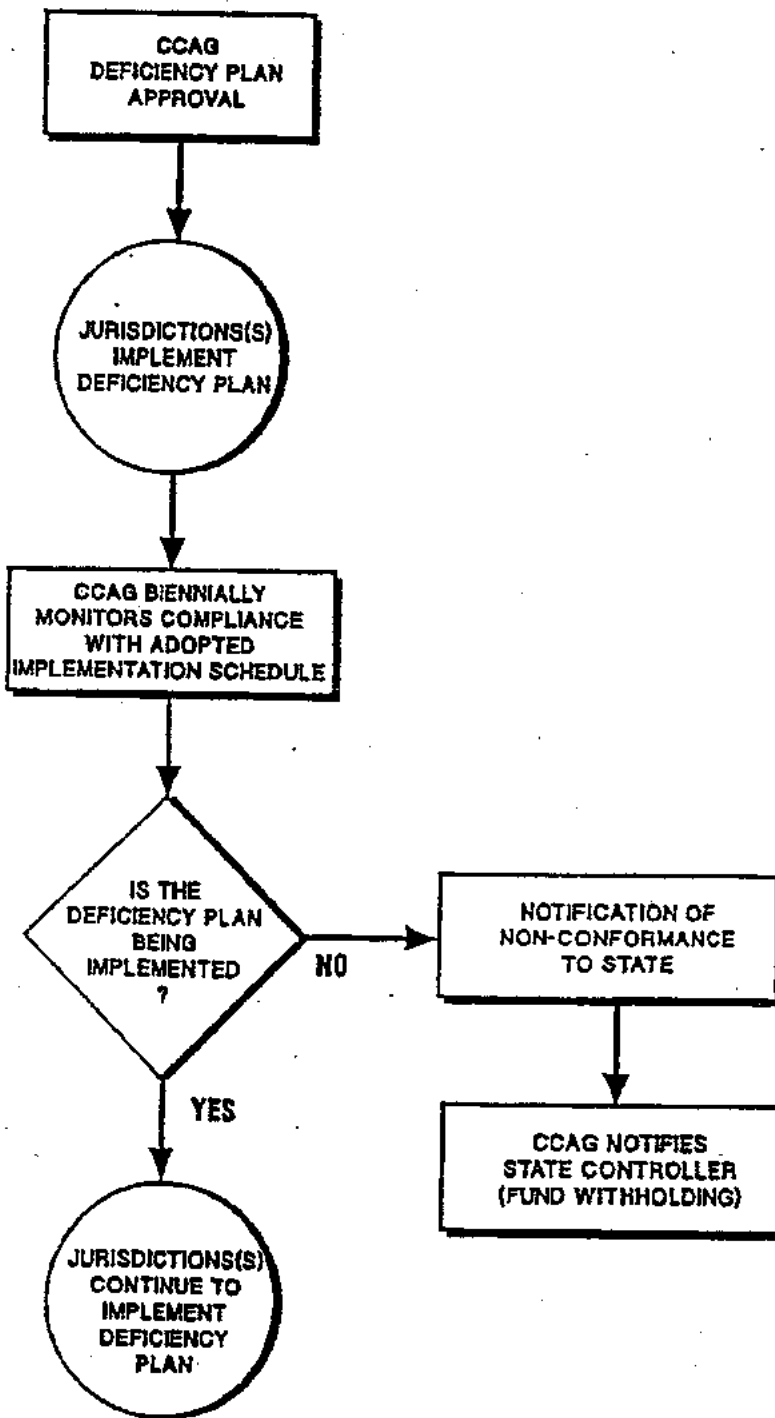 CCAG
DEFICIENCY PLAN
APPROVAL
JURISDICTIONS(S)
IMPLEMENT
DEFICIENCY PLAN
CCAG BIENNIALLY
MONITORS COMPLIANCE
WITH ADOPTED
IMPLEMENTATION SCHEDULE
IS THE
DEFICIENCY PLAN
BEING
IMPLEMENTED
?
NO
NOTIFICATION OF
NON-CONFORMANCE
TO STATE
CCAG NOTIFIES
STATE CONTROLLER
(FUND WITHHOLDING)
YES
JURISDICTIONS(S)
CONTINUE TO
IMPLEMENT
DEFICIENCY
PLAN